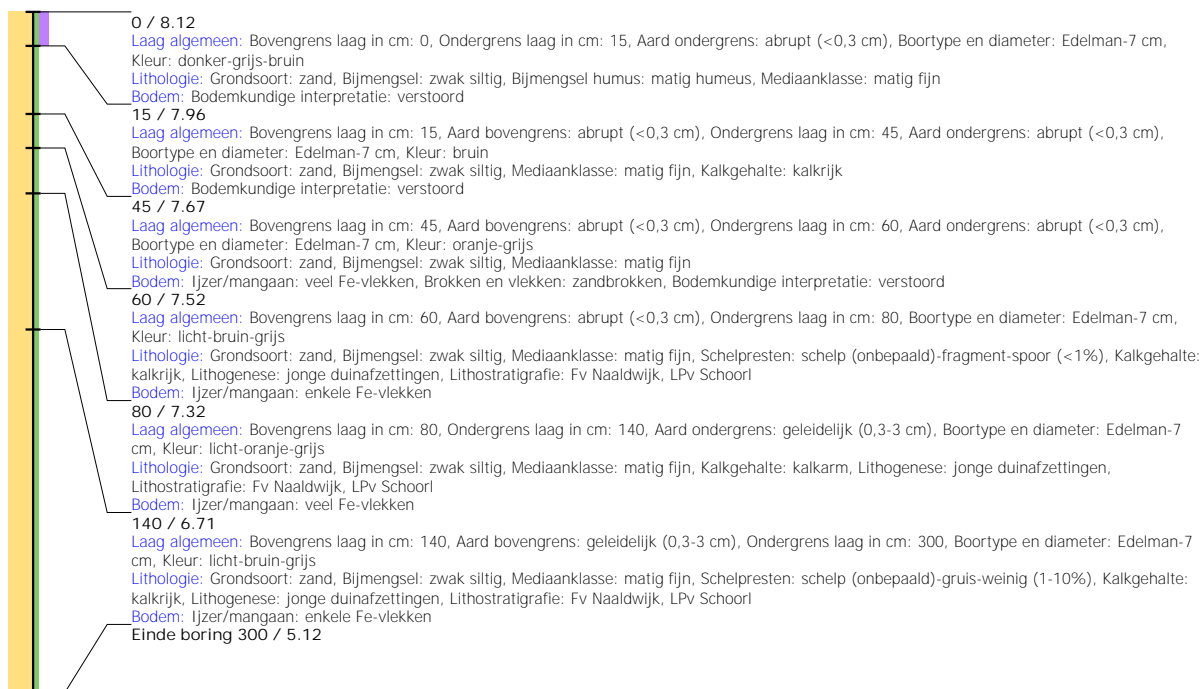 0 / 8.12
Laag algemeen: Bovengrens laag in cm: 0, Ondergrens laag in cm: 15, Aard ondergrens: abrupt (<0,3 cm), Boortype en diameter: Edelman-7 cm,
Kleur: donker-grijs-bruin
Lithologie: Grondsoort: zand, Bijmengsel: zwak siltig, Bijmengsel humus: matig humeus, Mediaanklasse: matig fijn
Bodem: Bodemkundige interpretatie: verstoord
15 / 7.96
Laag algemeen: Bovengrens laag in cm: 15, Aard bovengrens: abrupt (<0,3 cm), Ondergrens laag in cm: 45, Aard ondergrens: abrupt (<0,3 cm),
Boortype en diameter: Edelman-7 cm, Kleur: bruin
Lithologie: Grondsoort: zand, Bijmengsel: zwak siltig, Mediaanklasse: matig fijn, Kalkgehalte: kalkrijk
Bodem: Bodemkundige interpretatie: verstoord
45 / 7.67
Laag algemeen: Bovengrens laag in cm: 45, Aard bovengrens: abrupt (<0,3 cm), Ondergrens laag in cm: 60, Aard ondergrens: abrupt (<0,3 cm),
Boortype en diameter: Edelman-7 cm, Kleur: oranje-grijs
Lithologie: Grondsoort: zand, Bijmengsel: zwak siltig, Mediaanklasse: matig fijn
Bodem: Ijzer/mangaan: veel Fe-vlekken, Brokken en vlekken: zandbrokken, Bodemkundige interpretatie: verstoord
60 / 7.52
Laag algemeen: Bovengrens laag in cm: 60, Aard bovengrens: abrupt (<0,3 cm), Ondergrens laag in cm: 80, Boortype en diameter: Edelman-7 cm,
Kleur: licht-bruin-grijs
Lithologie: Grondsoort: zand, Bijmengsel: zwak siltig, Mediaanklasse: matig fijn, Schelpresten: schelp (onbepaald)-fragment-spoor (<1%), Kalkgehalte:
kalkrijk, Lithogenese: jonge duinafzettingen, Lithostratigrafie: Fv Naaldwijk, LPv Schoorl
Bodem: Ijzer/mangaan: enkele Fe-vlekken
80 / 7.32
Laag algemeen: Bovengrens laag in cm: 80, Ondergrens laag in cm: 140, Aard ondergrens: geleidelijk (0,3-3 cm), Boortype en diameter: Edelman-7
cm, Kleur: licht-oranje-grijs
Lithologie: Grondsoort: zand, Bijmengsel: zwak siltig, Mediaanklasse: matig fijn, Kalkgehalte: kalkarm, Lithogenese: jonge duinafzettingen,
Lithostratigrafie: Fv Naaldwijk, LPv Schoorl
Bodem: Ijzer/mangaan: veel Fe-vlekken
140 / 6.71
Laag algemeen: Bovengrens laag in cm: 140, Aard bovengrens: geleidelijk (0,3-3 cm), Ondergrens laag in cm: 300, Boortype en diameter: Edelman-7
cm, Kleur: licht-bruin-grijs
Lithologie: Grondsoort: zand, Bijmengsel: zwak siltig, Mediaanklasse: matig fijn, Schelpresten: schelp (onbepaald)-gruis-weinig (1-10%), Kalkgehalte:
kalkrijk, Lithogenese: jonge duinafzettingen, Lithostratigrafie: Fv Naaldwijk, LPv Schoorl
Bodem: Ijzer/mangaan: enkele Fe-vlekken
Einde boring 300 / 5.12